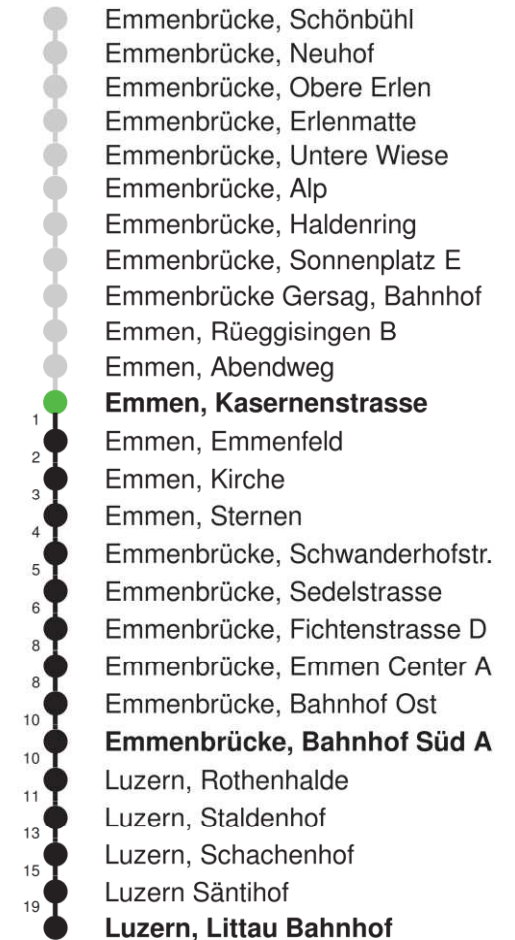 Emmenbrücke, Schönbühl
Emmenbrücke, Neuhof
Emmenbrücke, Obere Erlen
Emmenbrücke, Erlenmatte
Emmenbrücke, Untere Wiese
Emmenbrücke, Alp
Emmenbrücke, Haldenring
Emmenbrücke, Sonnenplatz E
Emmenbrücke Gersag, Bahnhof
Emmen, Rüeggisingen B
Emmen, Abendweg
Emmen, Kasernenstrasse
1
Emmen, Emmenfeld
2
Emmen, Kirche
3
Emmen, Sternen
4
Emmenbrücke, Schwanderhofstr.
5
Emmenbrücke, Sedelstrasse
6
Emmenbrücke, Fichtenstrasse D
8
Emmenbrücke, Emmen Center A
8
Emmenbrücke, Bahnhof Ost
10
Emmenbrücke, Bahnhof Süd A
10
Luzern, Rothenhalde
11
Luzern, Staldenhof
13
Luzern, Schachenhof
15
Luzern Säntihof
19
Luzern, Littau Bahnhof